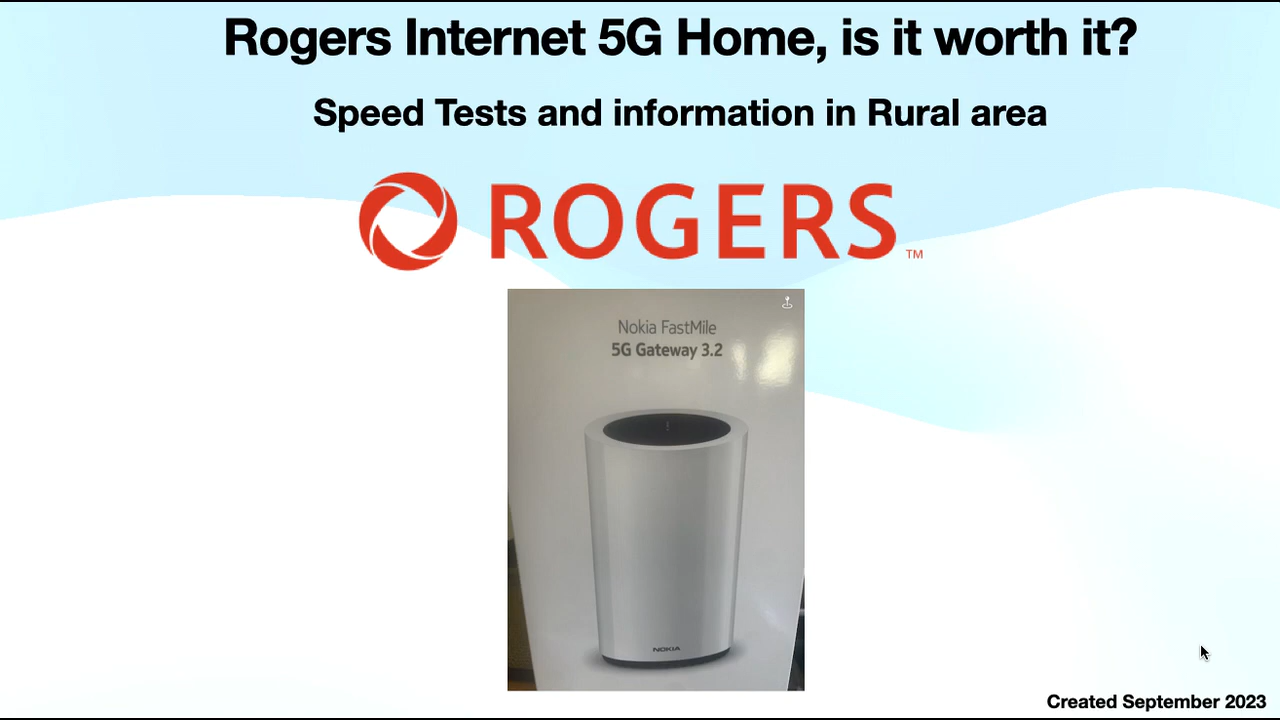 Rogers Internet 5G Home, is it worth it?
Speed Tests and information in Rural area
ROGERS™
Nokia FastMile
5G Gateway 3.2
NOKIA
Created September 2023